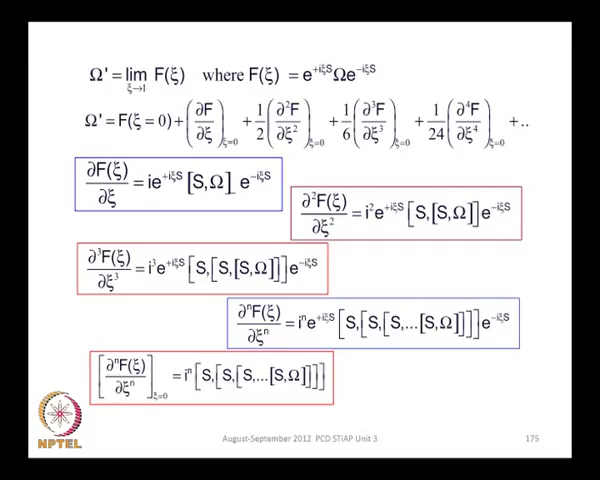 Ω' = lim ξ→1 F(ξ) where F(ξ) = e^{+iξS} Ω e^{−iξS}
Ω' = F(ξ = 0) + (∂F/∂ξ)_{ξ=0} + 1/2 (∂²F/∂ξ²)_{ξ=0} + 1/6 (∂³F/∂ξ³)_{ξ=0} + 1/24 (∂⁴F/∂ξ⁴)_{ξ=0} + ..
∂F(ξ)/∂ξ = ie^{+iξS} [S,Ω]_ e^{−iξS}
∂²F(ξ)/∂ξ² = i²e^{+iξS} [S,[S,Ω]] e^{−iξS}
∂³F(ξ)/∂ξ³ = i³e^{+iξS} [S,[S,[S,Ω]]] e^{−iξS}
∂ⁿF(ξ)/∂ξⁿ = iⁿe^{+iξS} [S,[S,[S,...[S,Ω]]]] e^{−iξS}
[∂ⁿF(ξ)/∂ξⁿ]_{ξ=0} = iⁿ [S,[S,[S,...[S,Ω]]]]
NPTEL
August-September 2012 PCD STiAP Unit 3
175